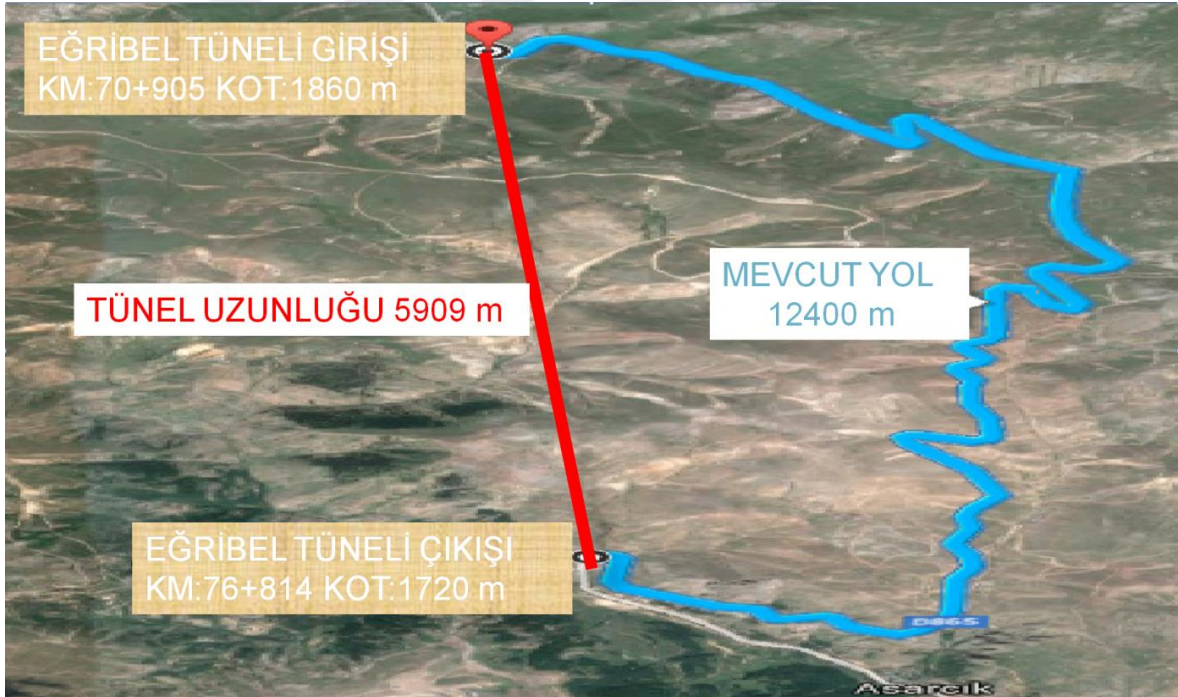 EĞRİBEL TÜNELİ GİRİŞİ
KM:70+905 KOT:1860 m
MEVCUT YOL
12400 m
TÜNEL UZUNLUĞU 5909 m
EĞRİBEL TÜNELİ ÇIKIŞI
KM:76+814 KOT:1720 m
D865
Asarcık